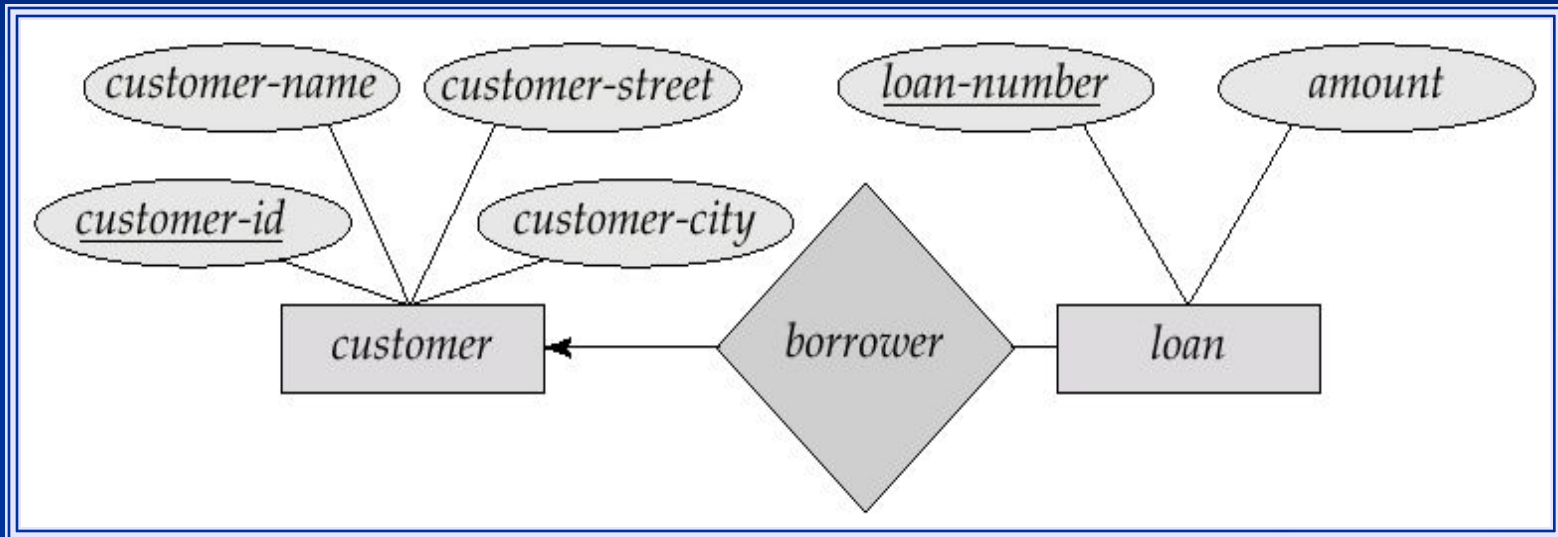 customer-name
customer-street
loan-number
amount
customer-id
customer-city
customer
borrower
loan